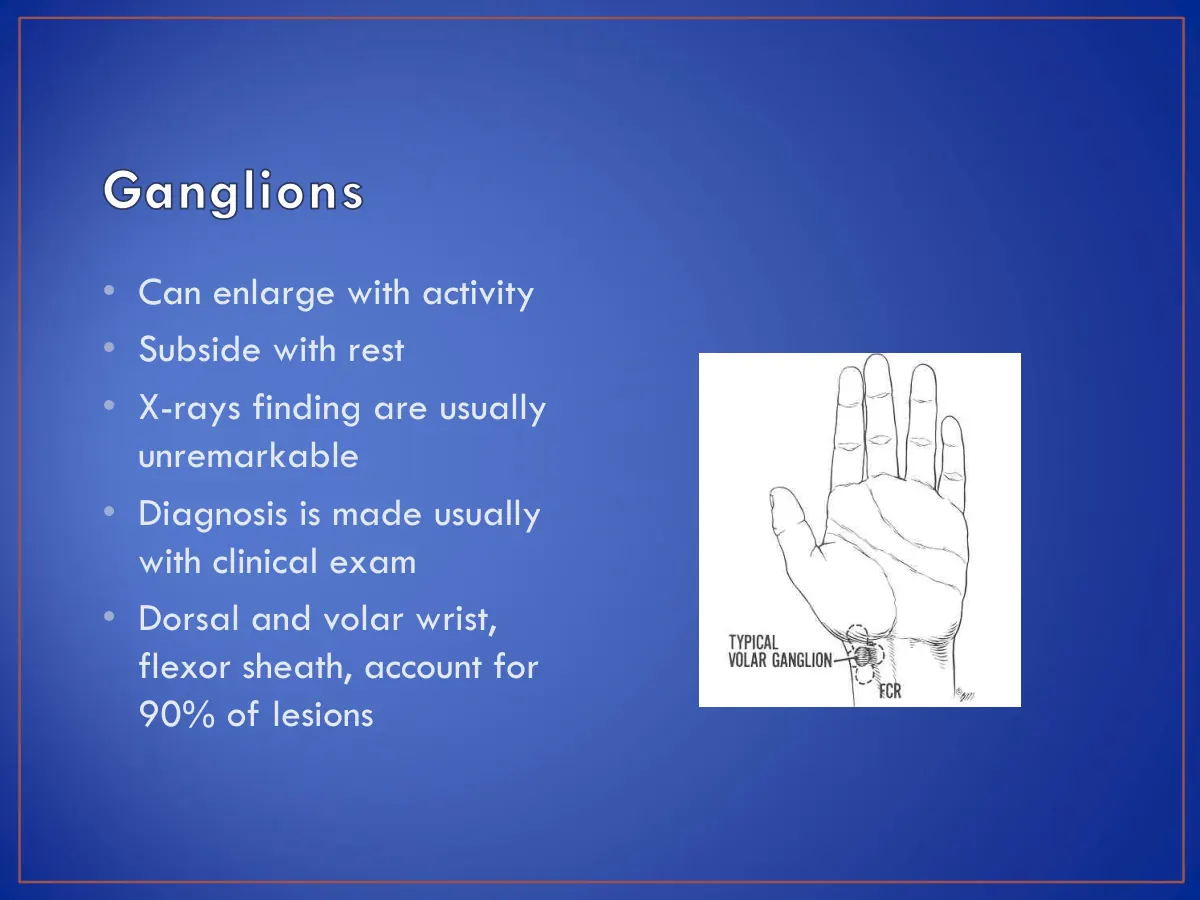 Ganglions
• Can enlarge with activity
• Subside with rest
• X-rays finding are usually
unremarkable
• Diagnosis is made usually
with clinical exam
• Dorsal and volar wrist,
flexor sheath, account for
90% of lesions
TYPICAL
VOLAR GANGLION
FCR